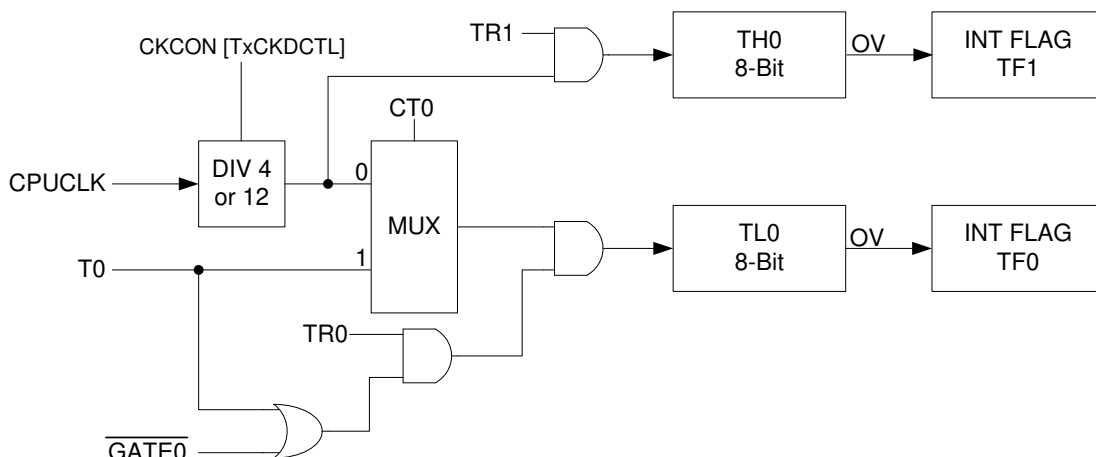 TR1
CKCON [TxCKDCTL]
TH0
8-Bit
OV
INT FLAG
TF1
CT0
CPUCLK
DIV 4
or 12
0
MUX
TL0
8-Bit
OV
INT FLAG
TF0
T0
1
TR0
GATE0